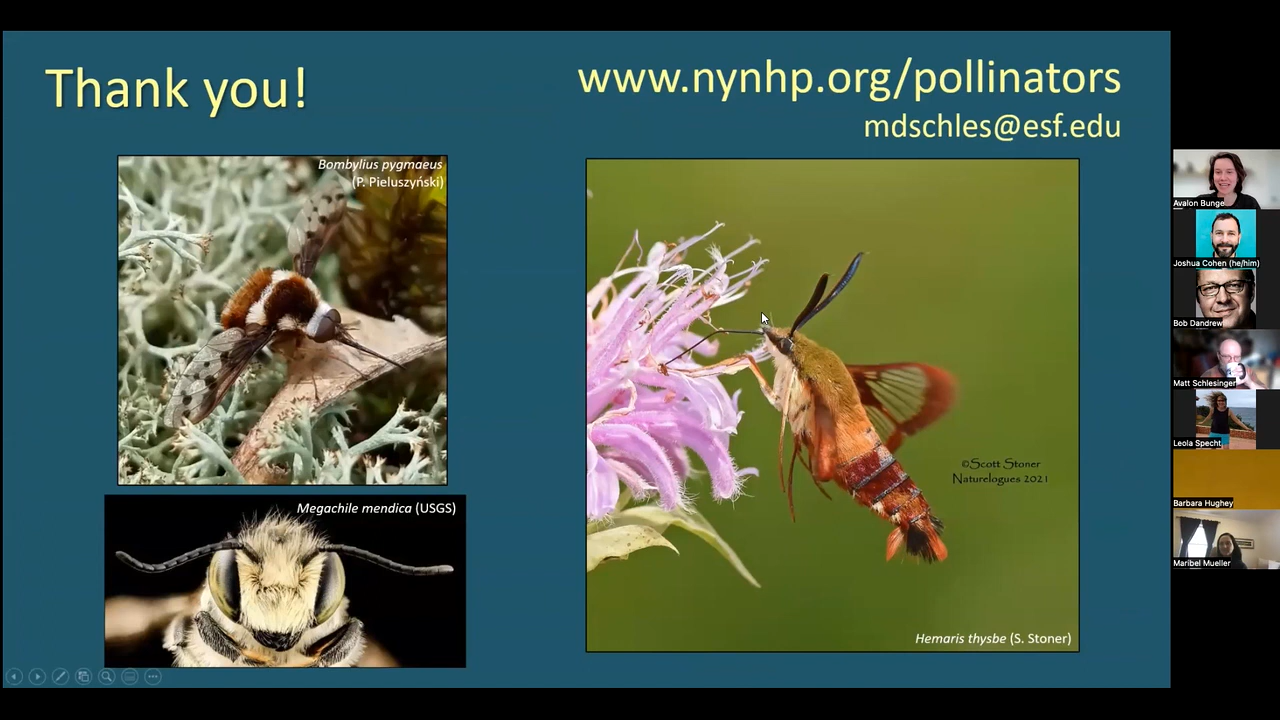 Thank you!
www.nynhp.org/pollinators
mdschles@esf.edu
Bombylius pygmaeus
(P. Pieluszyński)
Megachile mendica (USGS)
©Scott Stoner
Naturelogues 2021
Hemaris thysbe (S. Stoner)
Avalon Bunge
Joshua Cohen (he/him)
Bob Dandrew
Matt Schlesinger
Leola Specht
Barbara Hughey
Maribel Mueller